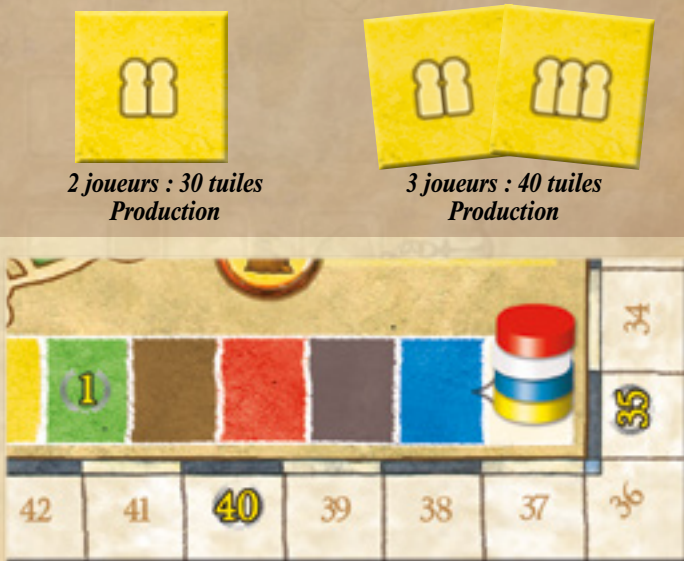 2 joueurs : 30 tuiles
Production
3 joueurs : 40 tuiles
Production
34
1
35
42 41 40 39 38 37 36